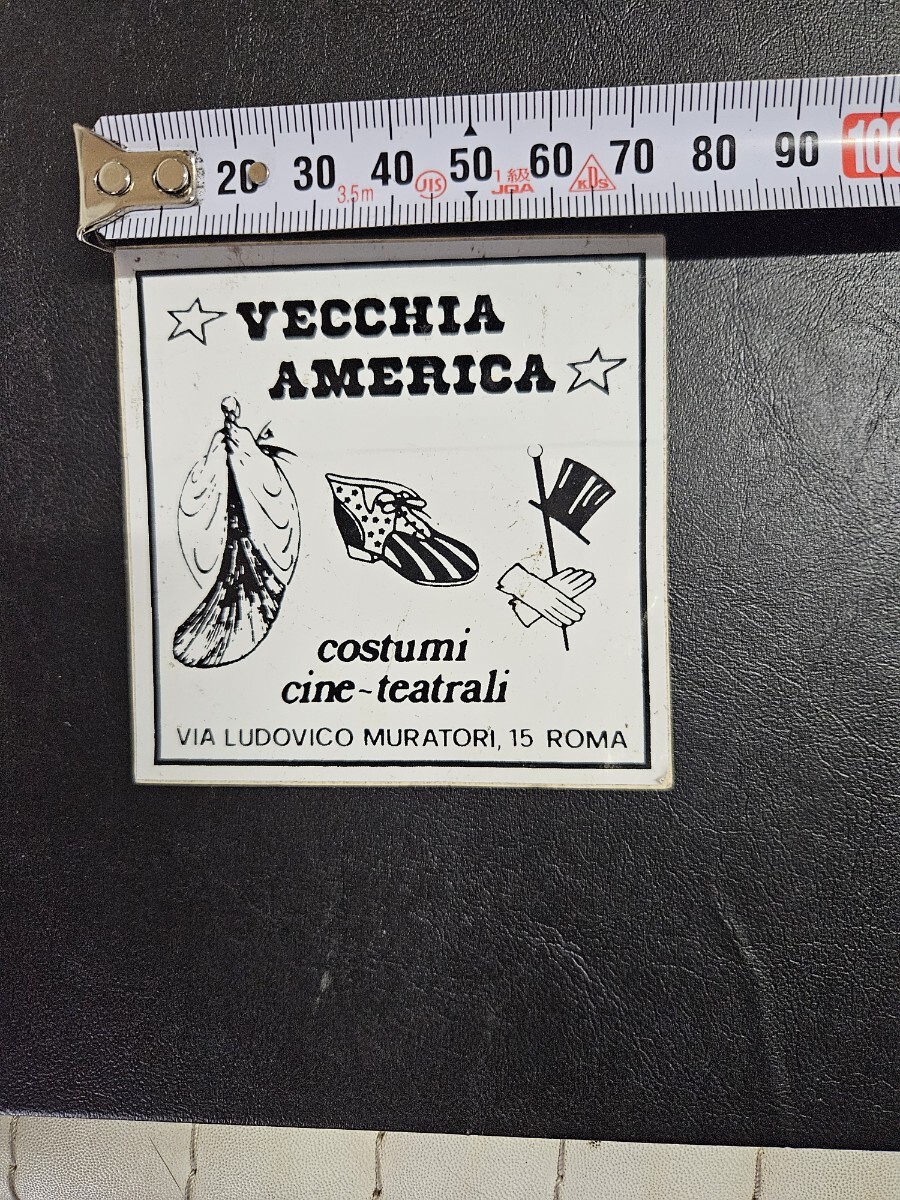 20 30 40 50 60 70 80 90 100
3.5m JIS 1級 JQA KDS
VECCHIA
AMERICA
costumi
cine-teatrali
VIA LUDOVICO MURATORI, 15 ROMA